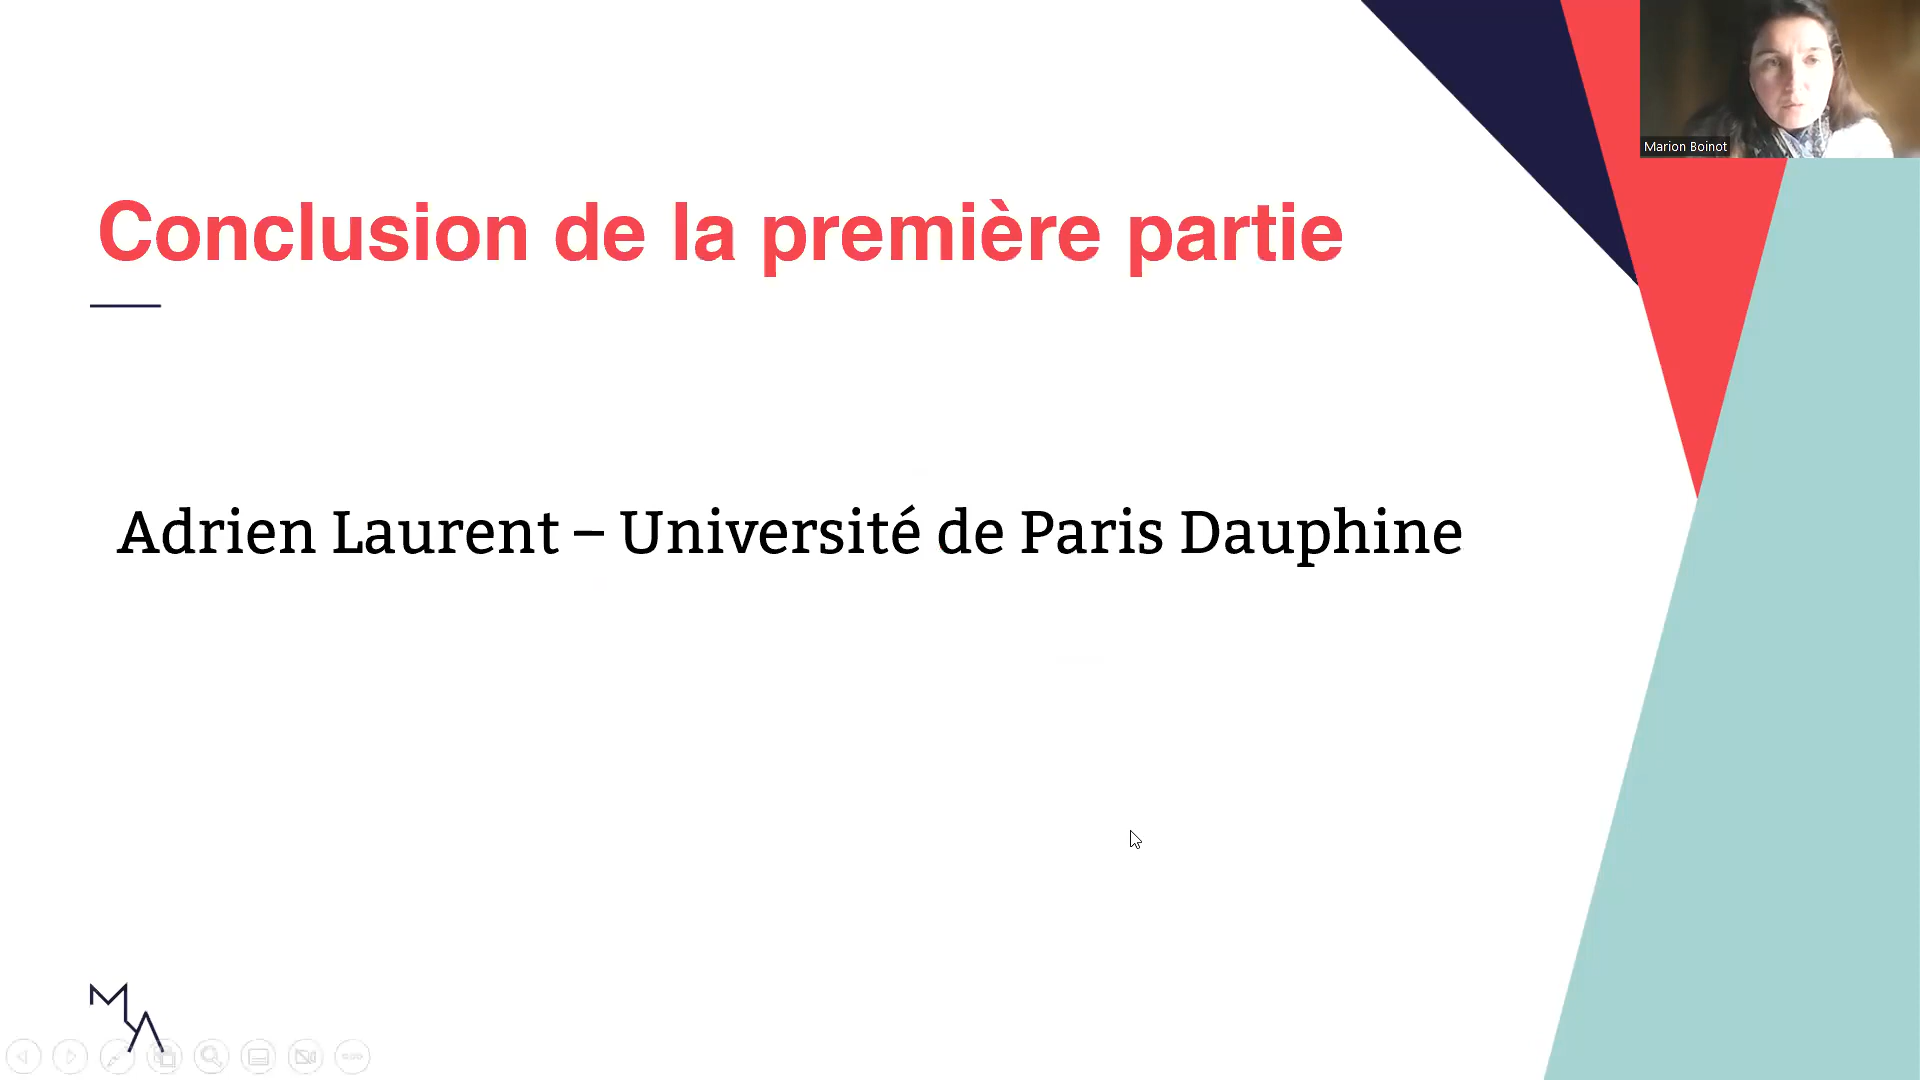 Marion Boinot
Conclusion de la première partie
Adrien Laurent – Université de Paris Dauphine